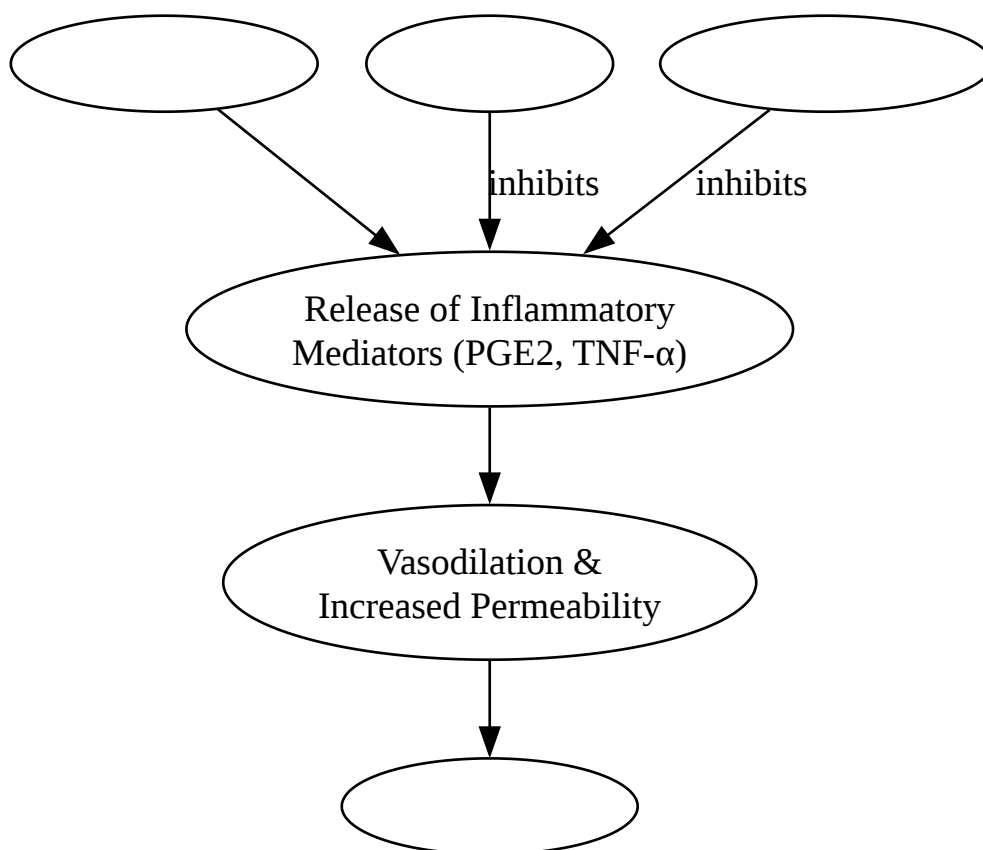 inhibits
inhibits
Release of Inflammatory
Mediators (PGE2, TNF-α)
Vasodilation &
Increased Permeability